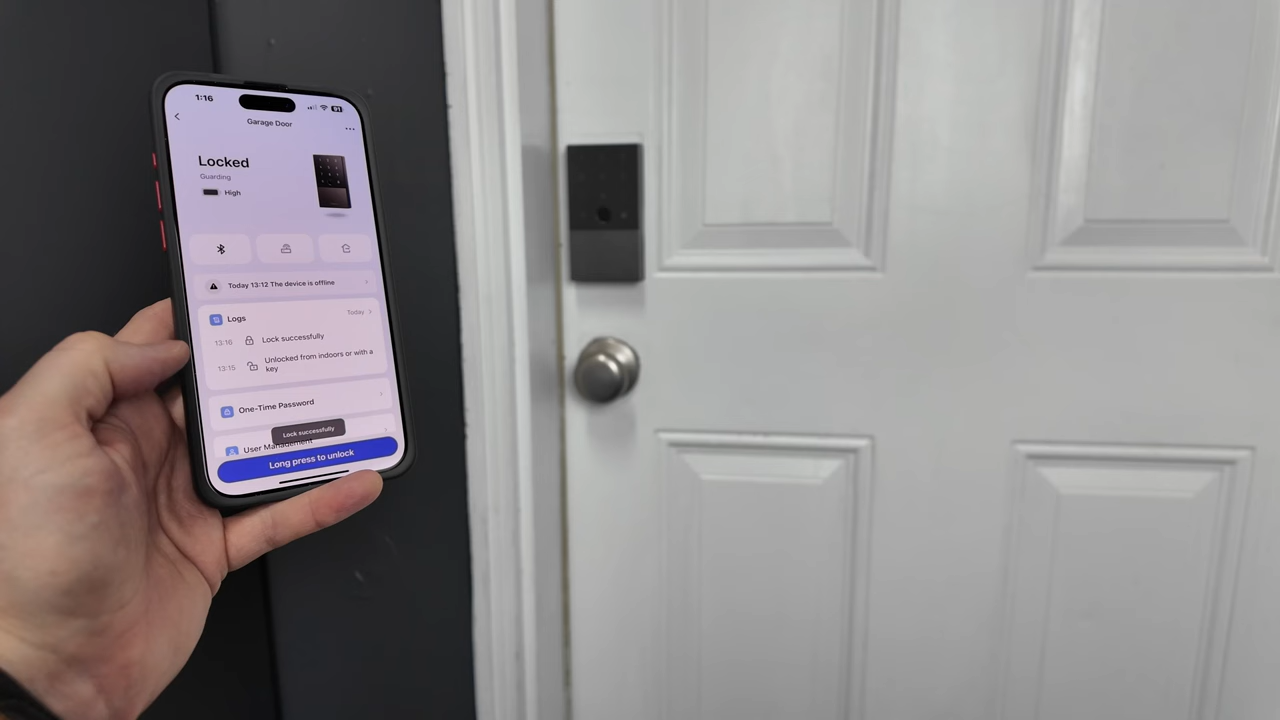 1:16
91
Garage Door
Locked
Guarding
High
Today 13:12 The device is offline
Logs
Today
13:16
Lock successfully
13:15
Unlocked from indoors or with a
key
One-Time Password
Lock successfully
User Management
Long press to unlock